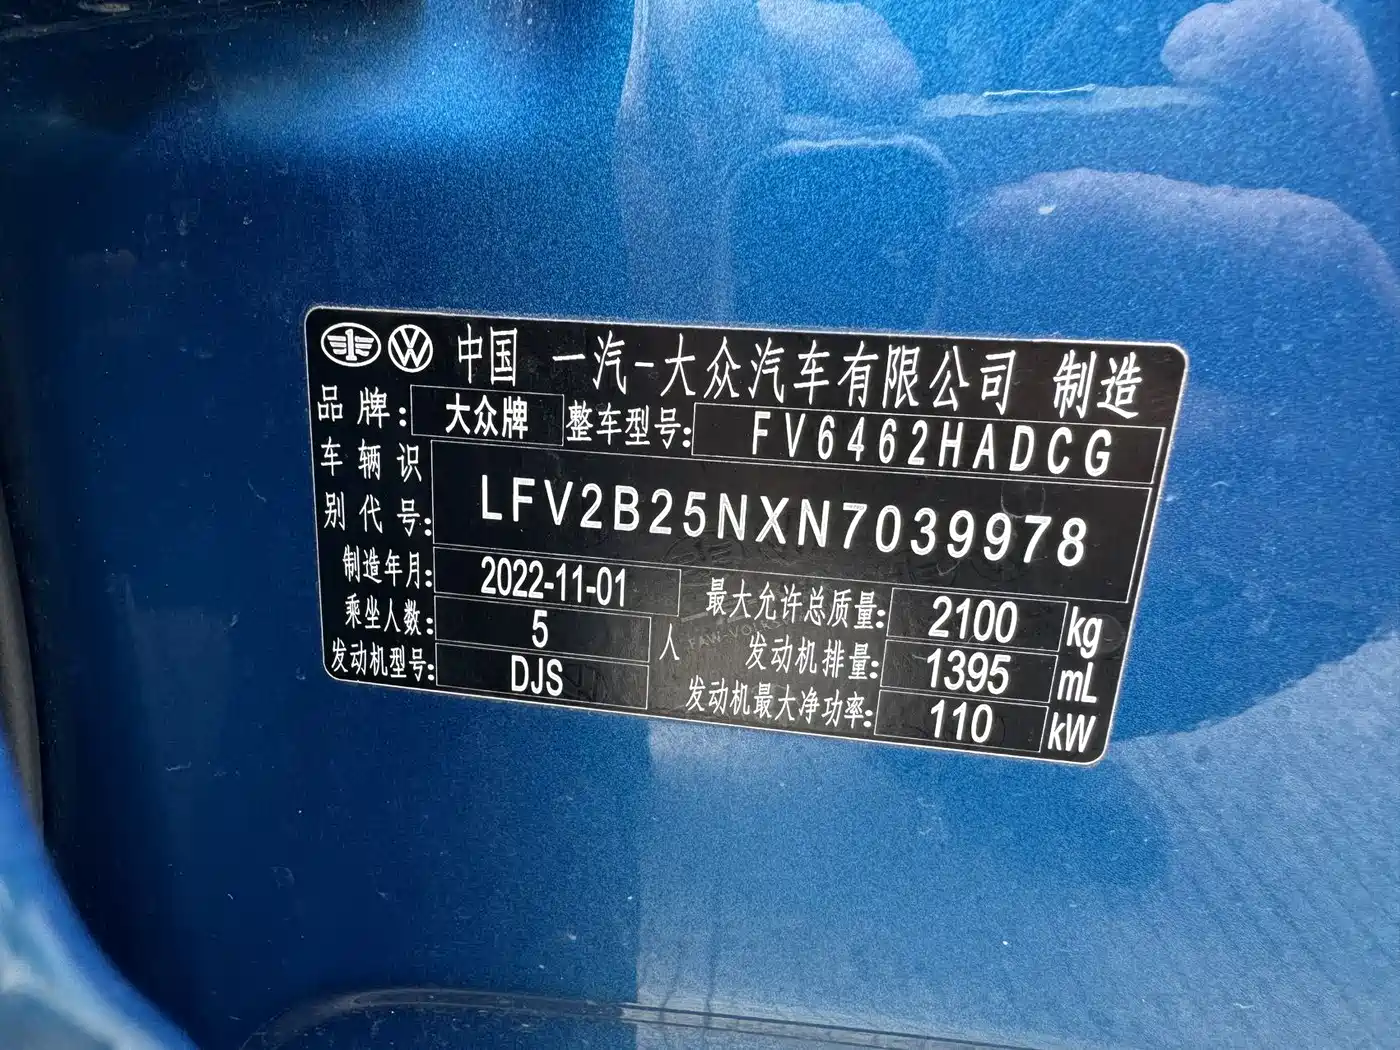 中国 一汽-大众汽车有限公司 制造
品牌: 大众牌 整车型号: FV6462HADCG
车辆识别代号: LFV2B25NXN7039978
制造年月: 2022-11-01 最大允许总质量: 2100 kg
乘坐人数: 5 人 发动机排量: 1395 mL
发动机型号: DJS 发动机最大净功率: 110 kW
FAW-VOLKS